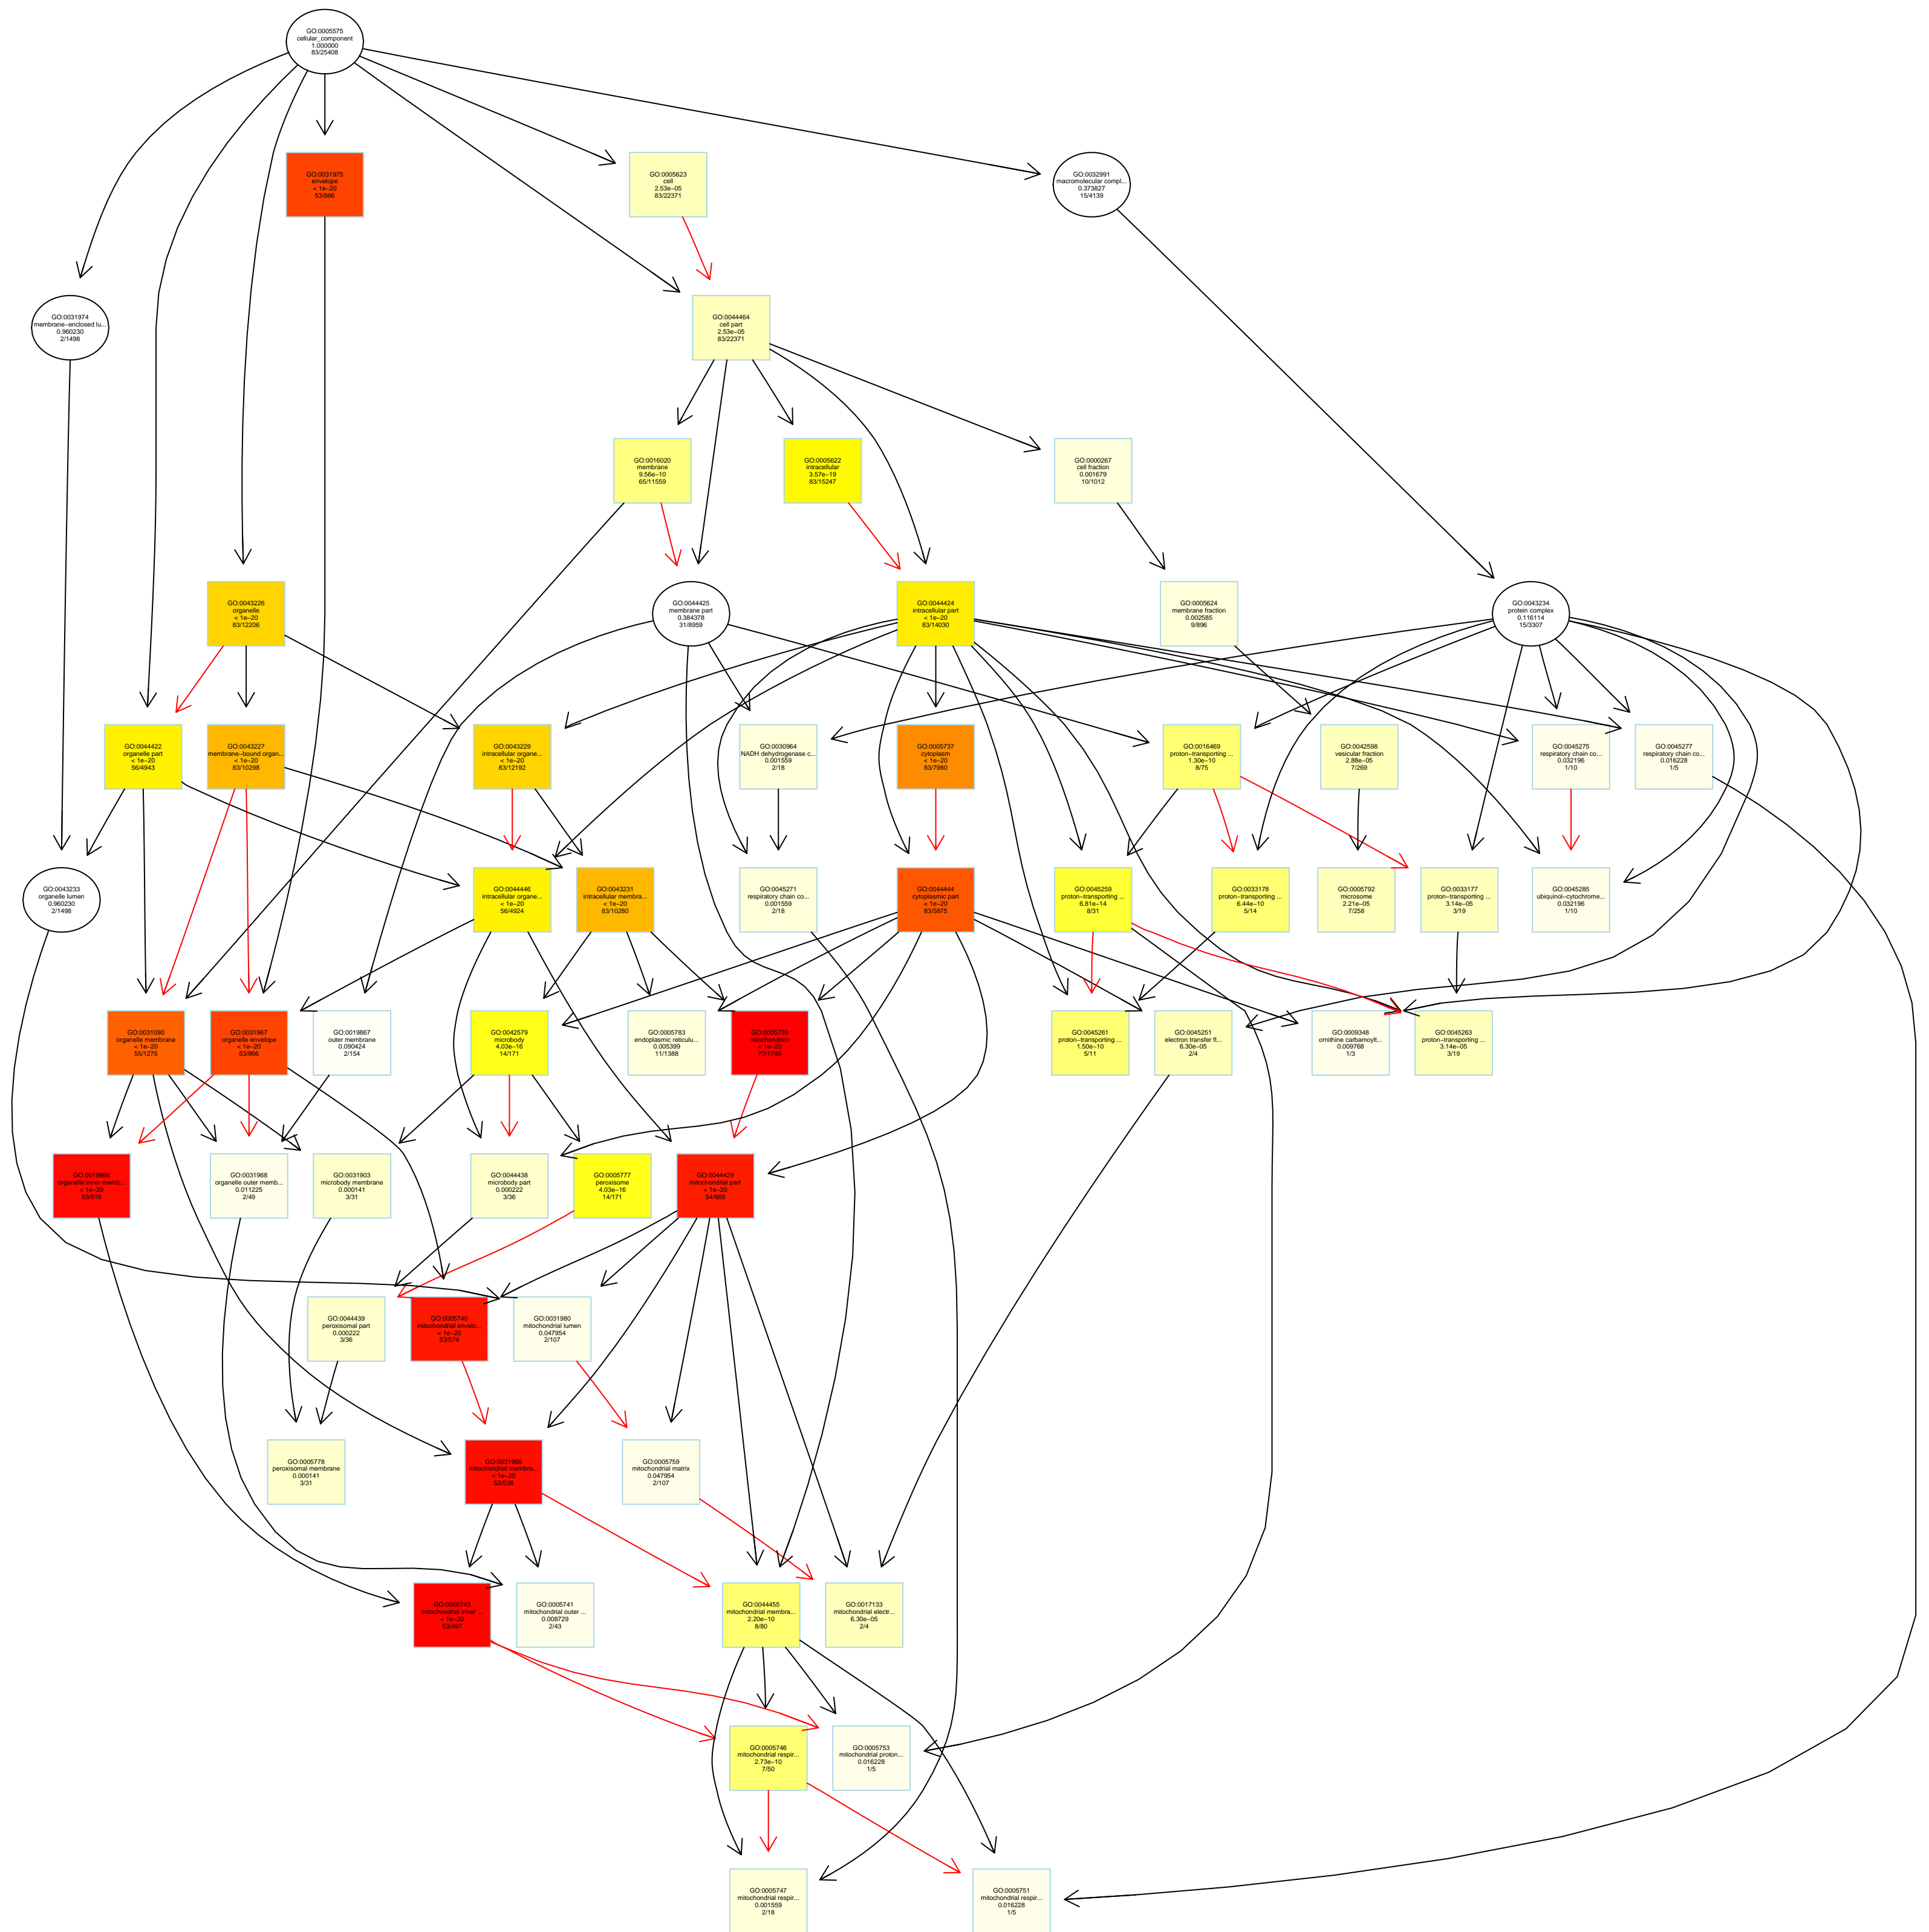 GO:0005575
cellular_component
1.000000
83/25408
GO:0031975
envelope
< 1e−20
53/866
GO:0005623
cell
2.53e−05
83/22371
GO:0032991
macromolecular compl...
0.373827
15/4139
GO:0031974
membrane−enclosed lu...
0.960230
2/1498
GO:0044464
cell part
2.53e−05
83/22371
GO:0016020
membrane
9.56e−10
65/11559
GO:0005622
intracellular
3.57e−19
83/15247
GO:0000267
cell fraction
0.001679
10/1012
GO:0043226
organelle
< 1e−20
83/12206
GO:0044425
membrane part
0.384378
31/8959
GO:0044424
intracellular part
< 1e−20
83/14030
GO:0005624
membrane fraction
0.002585
9/896
GO:0043234
protein complex
0.116114
15/3307
GO:0044422
organelle part
< 1e−20
56/4943
GO:0043227
membrane−bound organ...
< 1e−20
83/10298
GO:0043229
intracellular organe...
< 1e−20
83/12192
GO:0030964
NADH dehydrogenase c...
0.001559
2/18
GO:0005737
cytoplasm
< 1e−20
83/7980
GO:0016469
proton−transporting ...
1.30e−10
8/75
GO:0042598
vesicular fraction
2.88e−05
7/269
GO:0045275
respiratory chain co...
0.032196
1/10
GO:0045277
respiratory chain co...
0.016228
1/5
GO:0043233
organelle lumen
0.960230
2/1498
GO:0044446
intracellular organe...
< 1e−20
56/4924
GO:0043231
intracellular membra...
< 1e−20
83/10280
GO:0045271
respiratory chain co...
0.001559
2/18
GO:0044444
cytoplasmic part
< 1e−20
83/5875
GO:0045259
proton−transporting ...
6.81e−14
8/31
GO:0033178
proton−transporting ...
6.44e−10
5/14
GO:0005792
microsome
2.21e−05
7/258
GO:0033177
proton−transporting ...
3.14e−05
3/19
GO:0045285
ubiquinol−cytochrome...
0.032196
1/10
GO:0031090
organelle membrane
< 1e−20
55/1275
GO:0031967
organelle envelope
< 1e−20
53/866
GO:0019867
outer membrane
0.090424
2/154
GO:0042579
microbody
4.03e−16
14/171
GO:0005783
endoplasmic reticulu...
0.005399
11/1388
GO:0005739
mitochondrion
< 1e−20
GO:0045261
proton−transporting ...
1.50e−10
5/11
GO:0045251
electron transfer fl...
6.30e−05
2/4
GO:0009348
ornithine carbamoylt...
0.009768
1/3
GO:0045263
proton−transporting ...
3.14e−05
3/19
GO:0019866
organelle inner memb...
< 1e−20
53/515
GO:0031968
organelle outer memb...
0.011225
2/49
GO:0031903
microbody membrane
0.000141
3/31
GO:0044438
microbody part
0.000222
3/36
GO:0005777
peroxisome
4.03e−16
14/171
GO:0044429
mitochondrial part
< 1e−20
54/669
GO:0044439
peroxisomal part
0.000222
3/36
GO:0005740
mitochondrial envelo...
< 1e−20
53/574
GO:0031980
mitochondrial lumen
0.047954
2/107
GO:0005778
peroxisomal membrane
0.000141
3/31
GO:0031966
mitochondrial membra...
< 1e−20
53/536
GO:0005759
mitochondrial matrix
0.047954
2/107
GO:0005743
mitochondrial inner ...
< 1e−20
53/497
GO:0005741
mitochondrial outer ...
0.008729
2/43
GO:0044455
mitochondrial membra...
2.20e−10
8/80
GO:0017133
mitochondrial electr...
6.30e−05
2/4
GO:0005746
mitochondrial respir...
2.73e−10
7/50
GO:0005753
mitochondrial proton...
0.016228
1/5
GO:0005747
mitochondrial respir...
0.001559
2/18
GO:0005751
mitochondrial respir...
0.016228
1/5